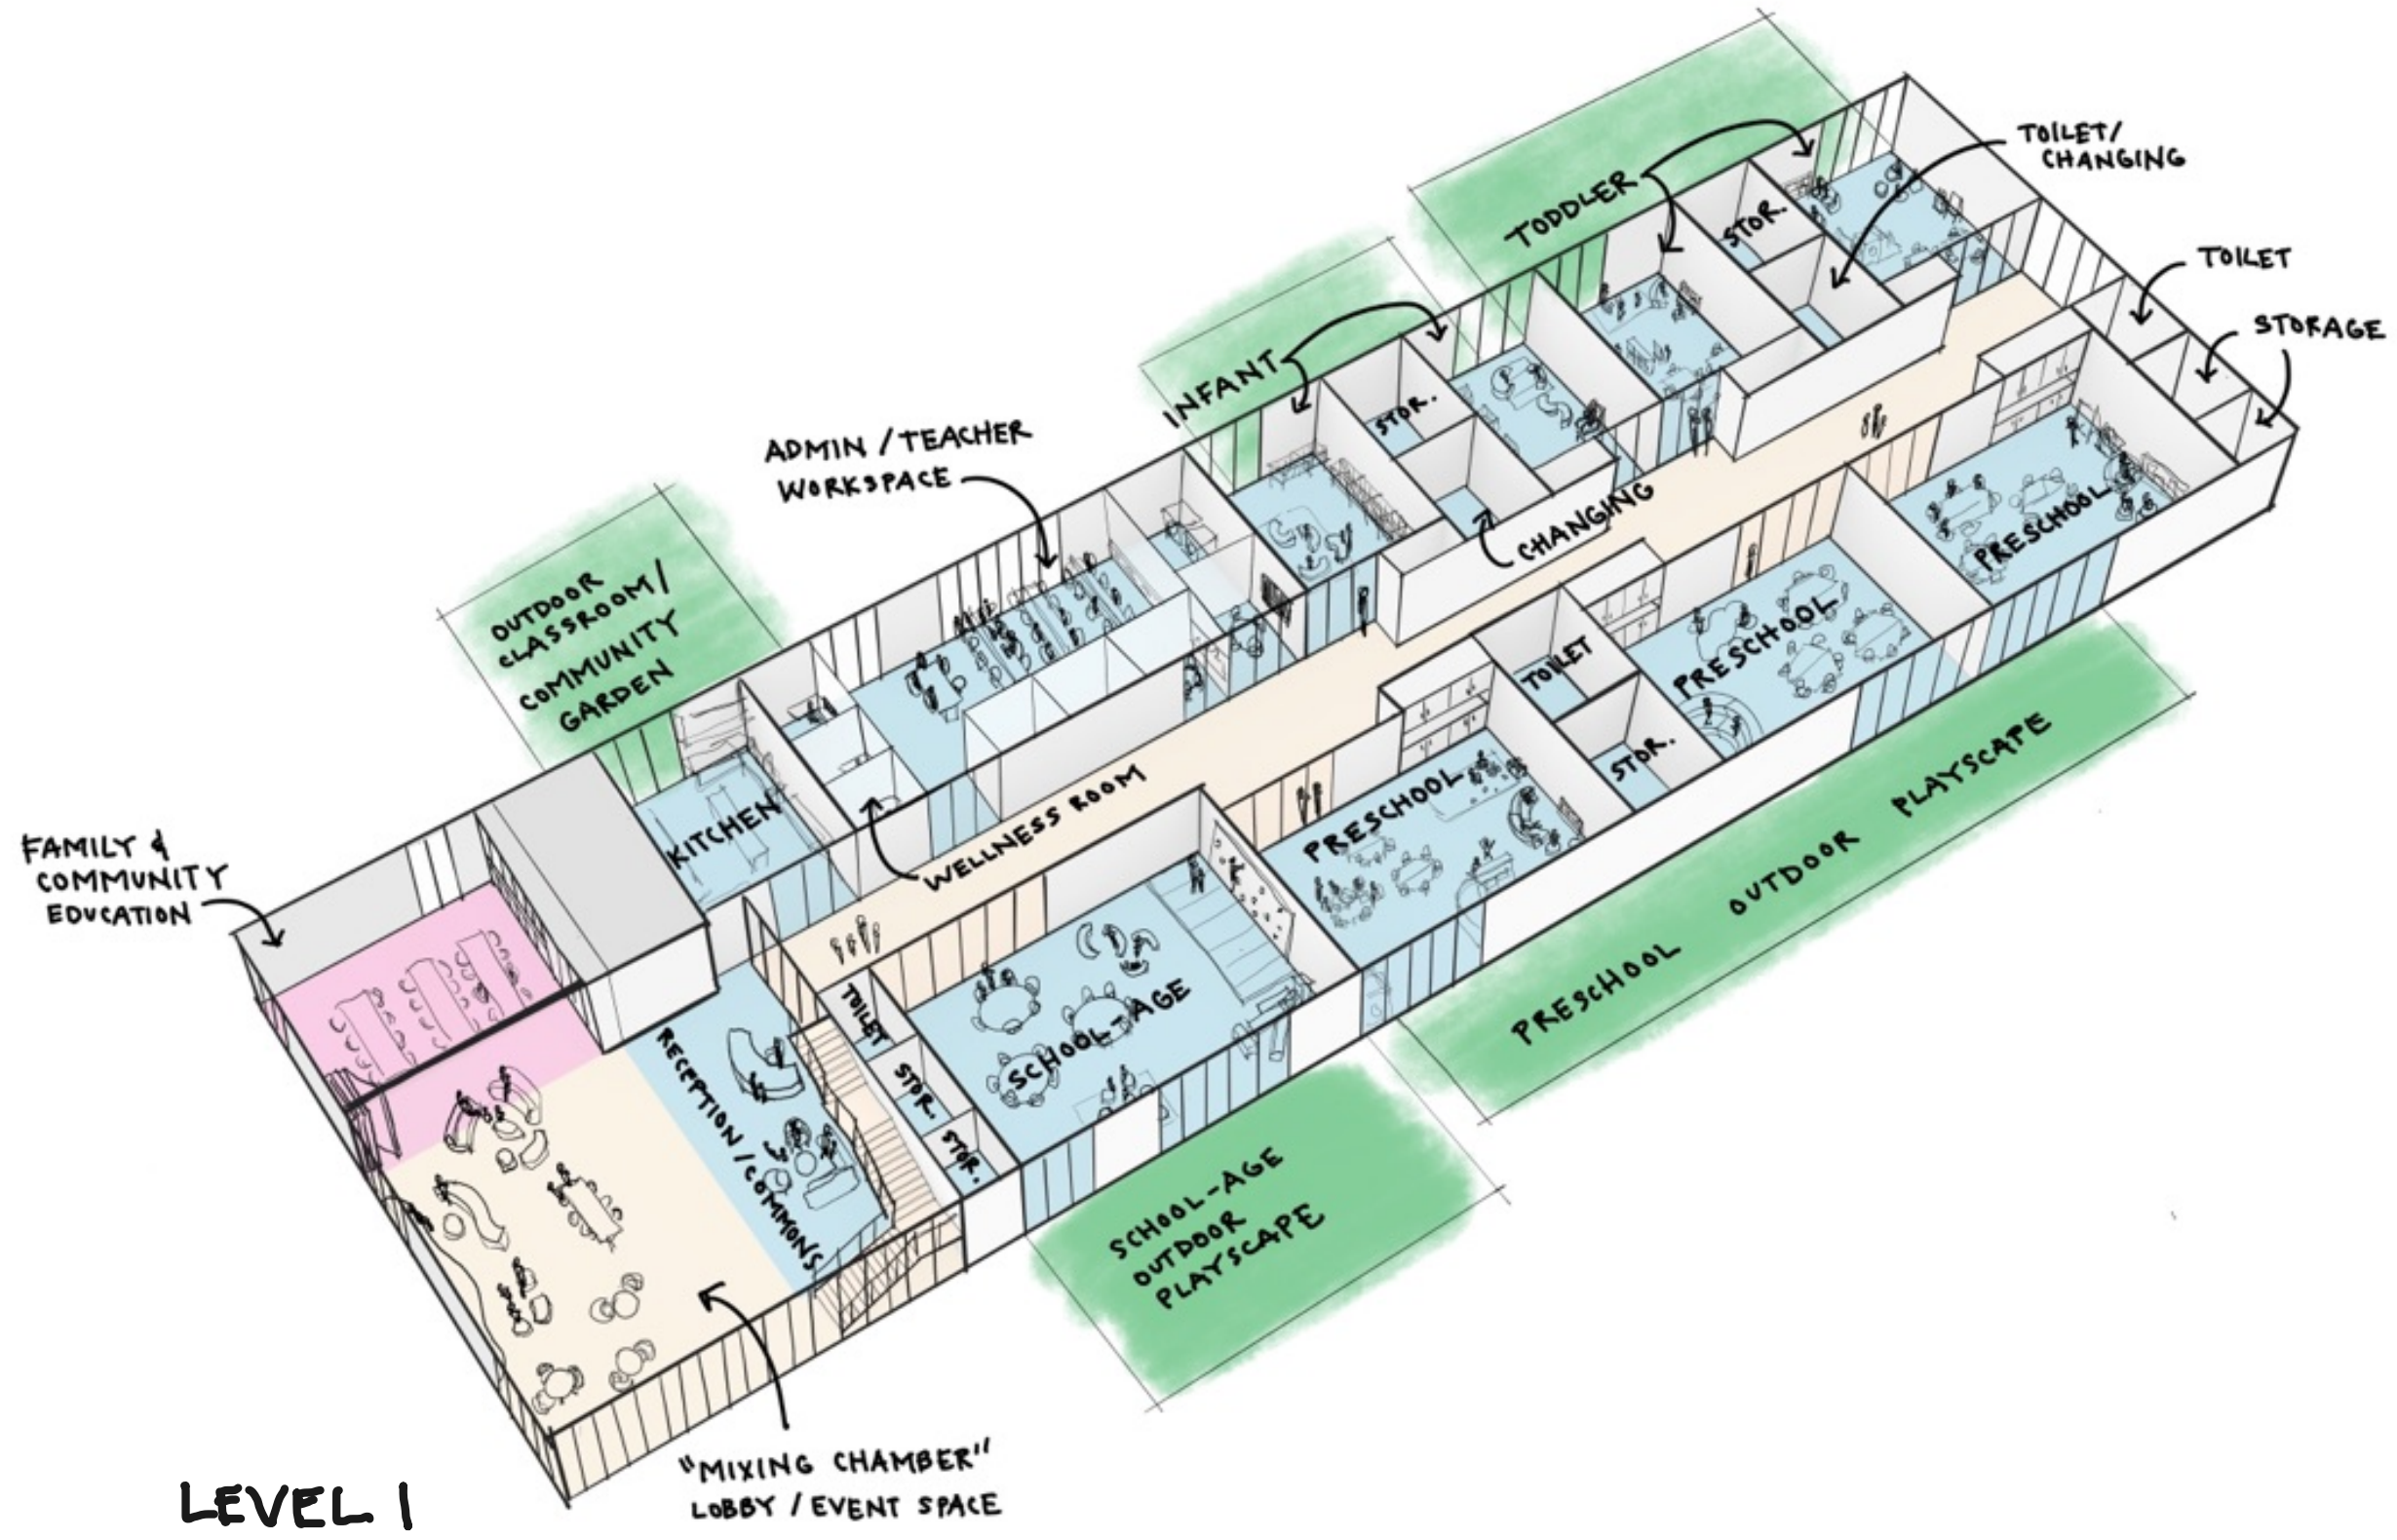 TOILET/
CHANGING
TODDLER
STOR.
TOILET
STORAGE
INFANT
STOR.
ADMIN / TEACHER
WORKSPACE
CHANGING
PRESCHOOL
OUTDOOR
CLASSROOM/
COMMUNITY
GARDEN
TOILET
PRESCHOOL
STOR.
KITCHEN
WELLNESS ROOM
PRESCHOOL
PRESCHOOL OUTDOOR PLAYSCAPE
FAMILY &
COMMUNITY
EDUCATION
TOILET
STOR.
STOR.
SCHOOL-AGE
RECEPTION / COMMONS
SCHOOL-AGE
OUTDOOR
PLAYSCAPE
"MIXING CHAMBER"
LOBBY / EVENT SPACE
LEVEL 1